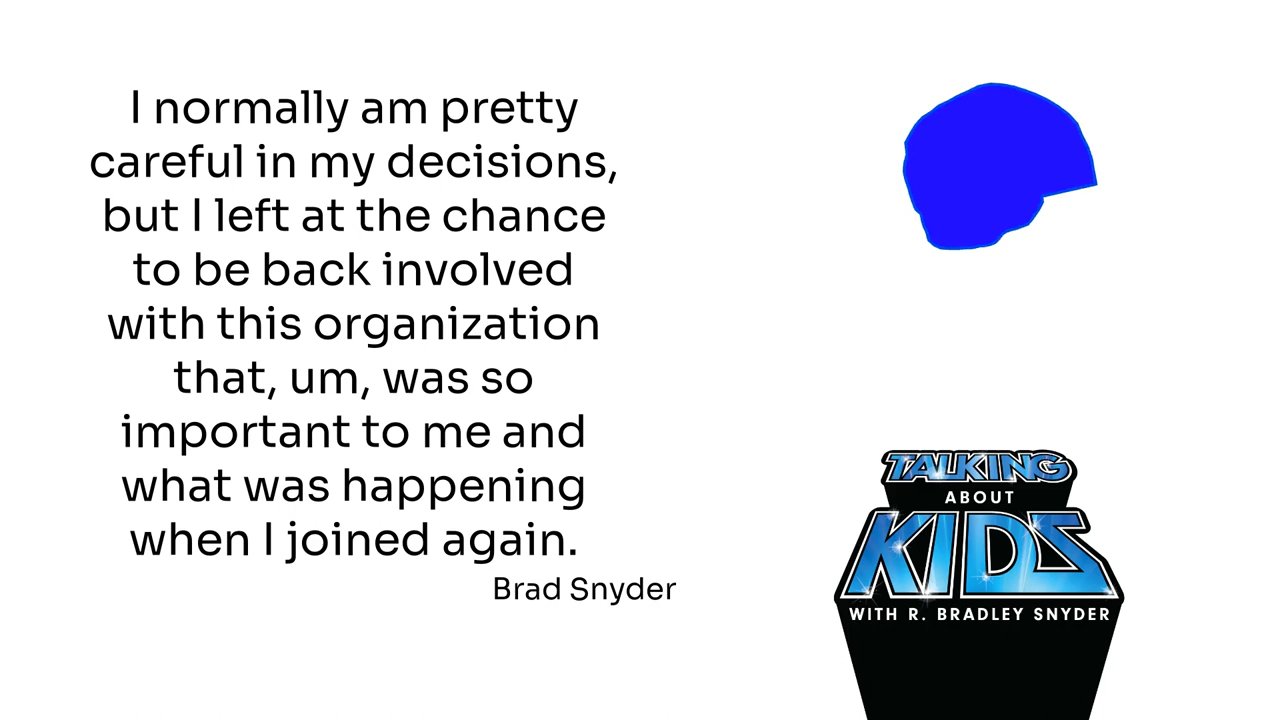 I normally am pretty
careful in my decisions,
but I left at the chance
to be back involved
with this organization
that, um, was so
important to me and
what was happening
when I joined again.
Brad Snyder
TALKING
ABOUT
KIDS
WITH R. BRADLEY SNYDER